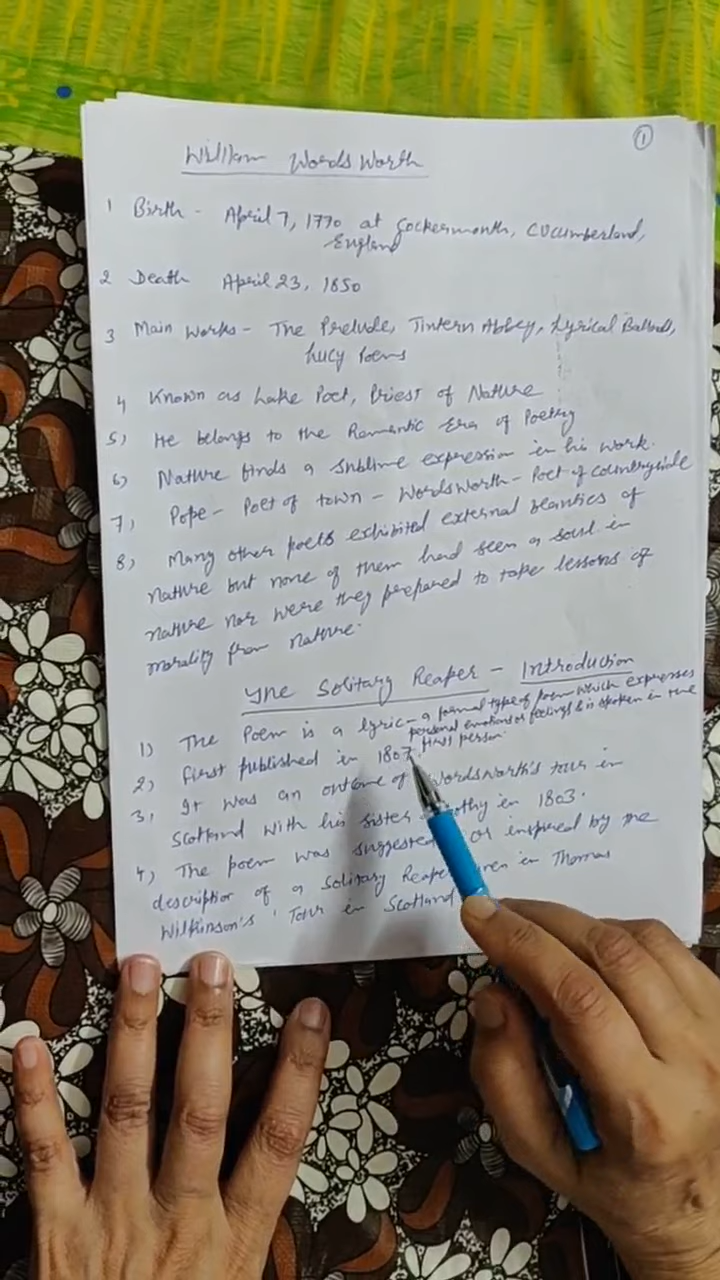 1
William WordsWorth
1 Birth - April 7, 1770 at Cockermonth, CUcumberland,
England
2 Death April 23, 1850
3 Main Works - The Prelude, Tintern Abbey, Lyrical Ballads,
Lucy Poems
4 Known as Lake Poet, Priest of Nature
5) He belongs to the Romantic Era of Poetry
6) Nature finds a sublime expression in his work.
7) Pope - Poet of town - WordsWorth - Poet of Countryside
8) Many other poets exhibited external beauties of
nature but none of them had seen a soul in
nature nor were they prepared to take lessons of
morality from nature.
The Solitary Reaper - Introduction
1) The Poem is a lyric - a formal type of poem which expresses
personal emotions or feelings & is spoken in the
first person.
2) First published in 1807
3) It was an outcome of WordsWorth's tour in
Scotland with his sister othy in 1803.
4) The poem was suggested or inspired by the
description of a Solitary Reaper in Thomas
Wilkinson's 'Tour in Scotland